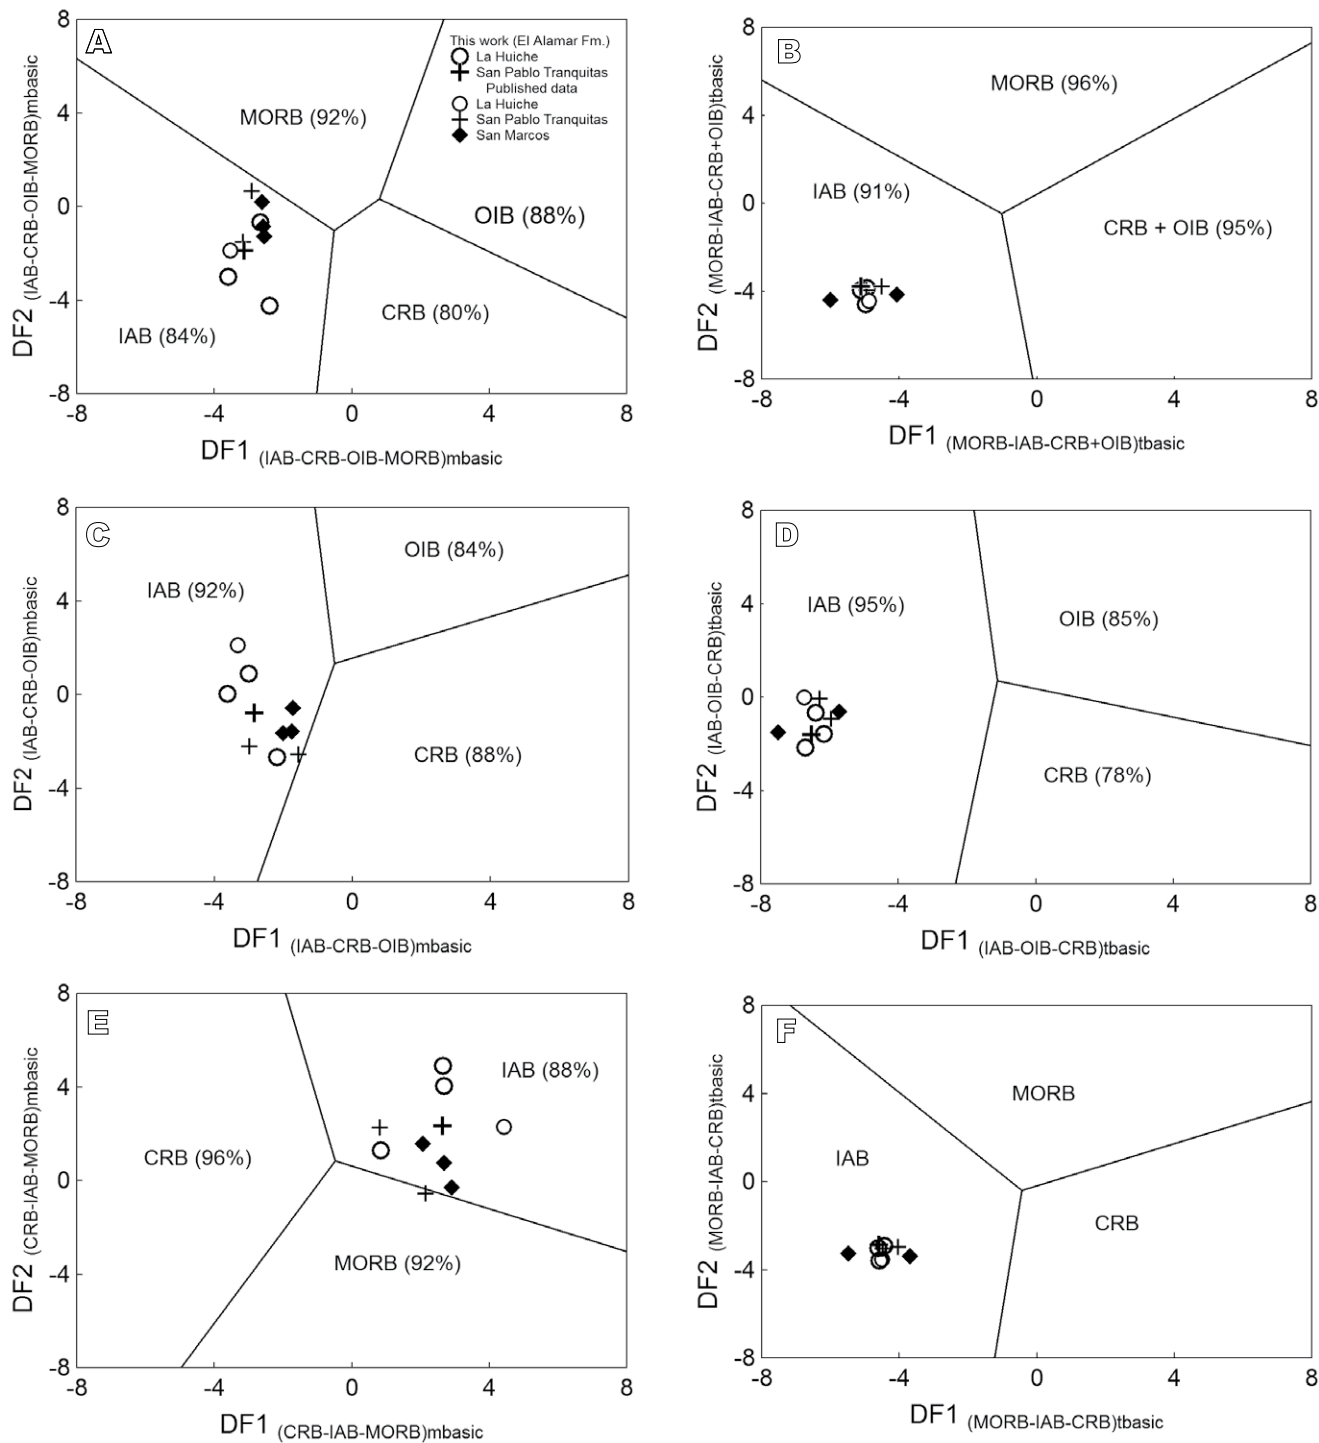 A
This work (El Alamar Fm.)
La Huiche
San Pablo Tranquitas
Published data
La Huiche
San Pablo Tranquitas
San Marcos
MORB (92%)
OIB (88%)
CRB (80%)
IAB (84%)
8
4
0
-4
-8
-8
-4
0
4
8
DF2 (IAB-CRB-OIB-MORB)mbasic
DF1 (IAB-CRB-OIB-MORB)mbasic
B
MORB (96%)
IAB (91%)
CRB + OIB (95%)
8
4
0
-4
-8
-8
-4
0
4
8
DF2 (MORB-IAB-CRB+OIB)tbasic
DF1 (MORB-IAB-CRB+OIB)tbasic
C
OIB (84%)
IAB (92%)
CRB (88%)
8
4
0
-4
-8
-8
-4
0
4
8
DF2 (IAB-CRB-OIB)mbasic
DF1 (IAB-CRB-OIB)mbasic
D
IAB (95%)
OIB (85%)
CRB (78%)
8
4
0
-4
-8
-8
-4
0
4
8
DF2 (IAB-OIB-CRB)tbasic
DF1 (IAB-OIB-CRB)tbasic
E
IAB (88%)
CRB (96%)
MORB (92%)
8
4
0
-4
-8
-8
-4
0
4
8
DF2 (CRB-IAB-MORB)mbasic
DF1 (CRB-IAB-MORB)mbasic
F
MORB
IAB
CRB
8
4
0
-4
-8
-8
-4
0
4
8
DF2 (MORB-IAB-CRB)tbasic
DF1 (MORB-IAB-CRB)tbasic